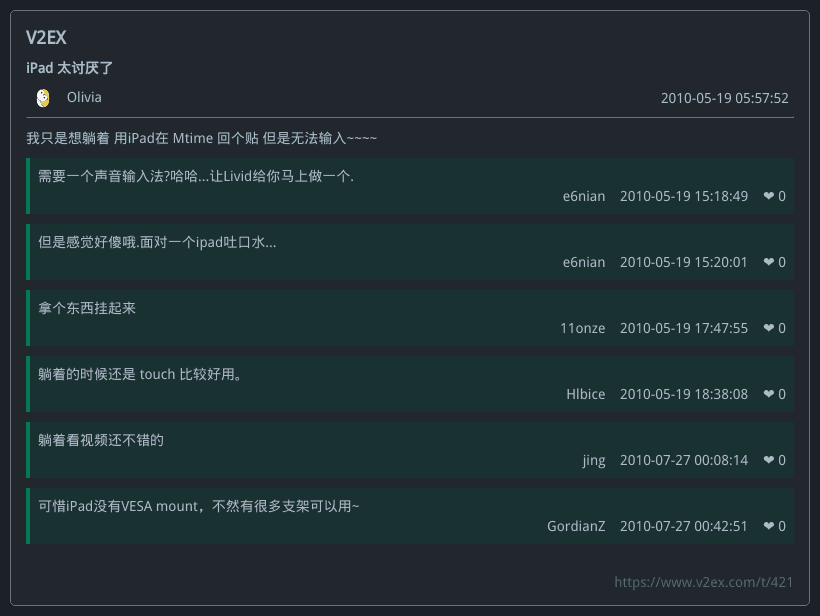 V2EX
iPad 太讨厌了
Olivia 2010-05-19 05:57:52
我只是想躺着 用iPad在 Mtime 回个贴 但是无法输入~~~~
需要一个声音输入法?哈哈...让Livid给你马上做一个.
e6nian 2010-05-19 15:18:49 ❤ 0
但是感觉好傻哦.面对一个ipad吐口水...
e6nian 2010-05-19 15:20:01 ❤ 0
拿个东西挂起来
11onze 2010-05-19 17:47:55 ❤ 0
躺着的时候还是 touch 比较好用。
Hlbice 2010-05-19 18:38:08 ❤ 0
躺着看视频还不错的
jing 2010-07-27 00:08:14 ❤ 0
可惜iPad没有VESA mount，不然有很多支架可以用~
GordianZ 2010-07-27 00:42:51 ❤ 0
https://www.v2ex.com/t/421